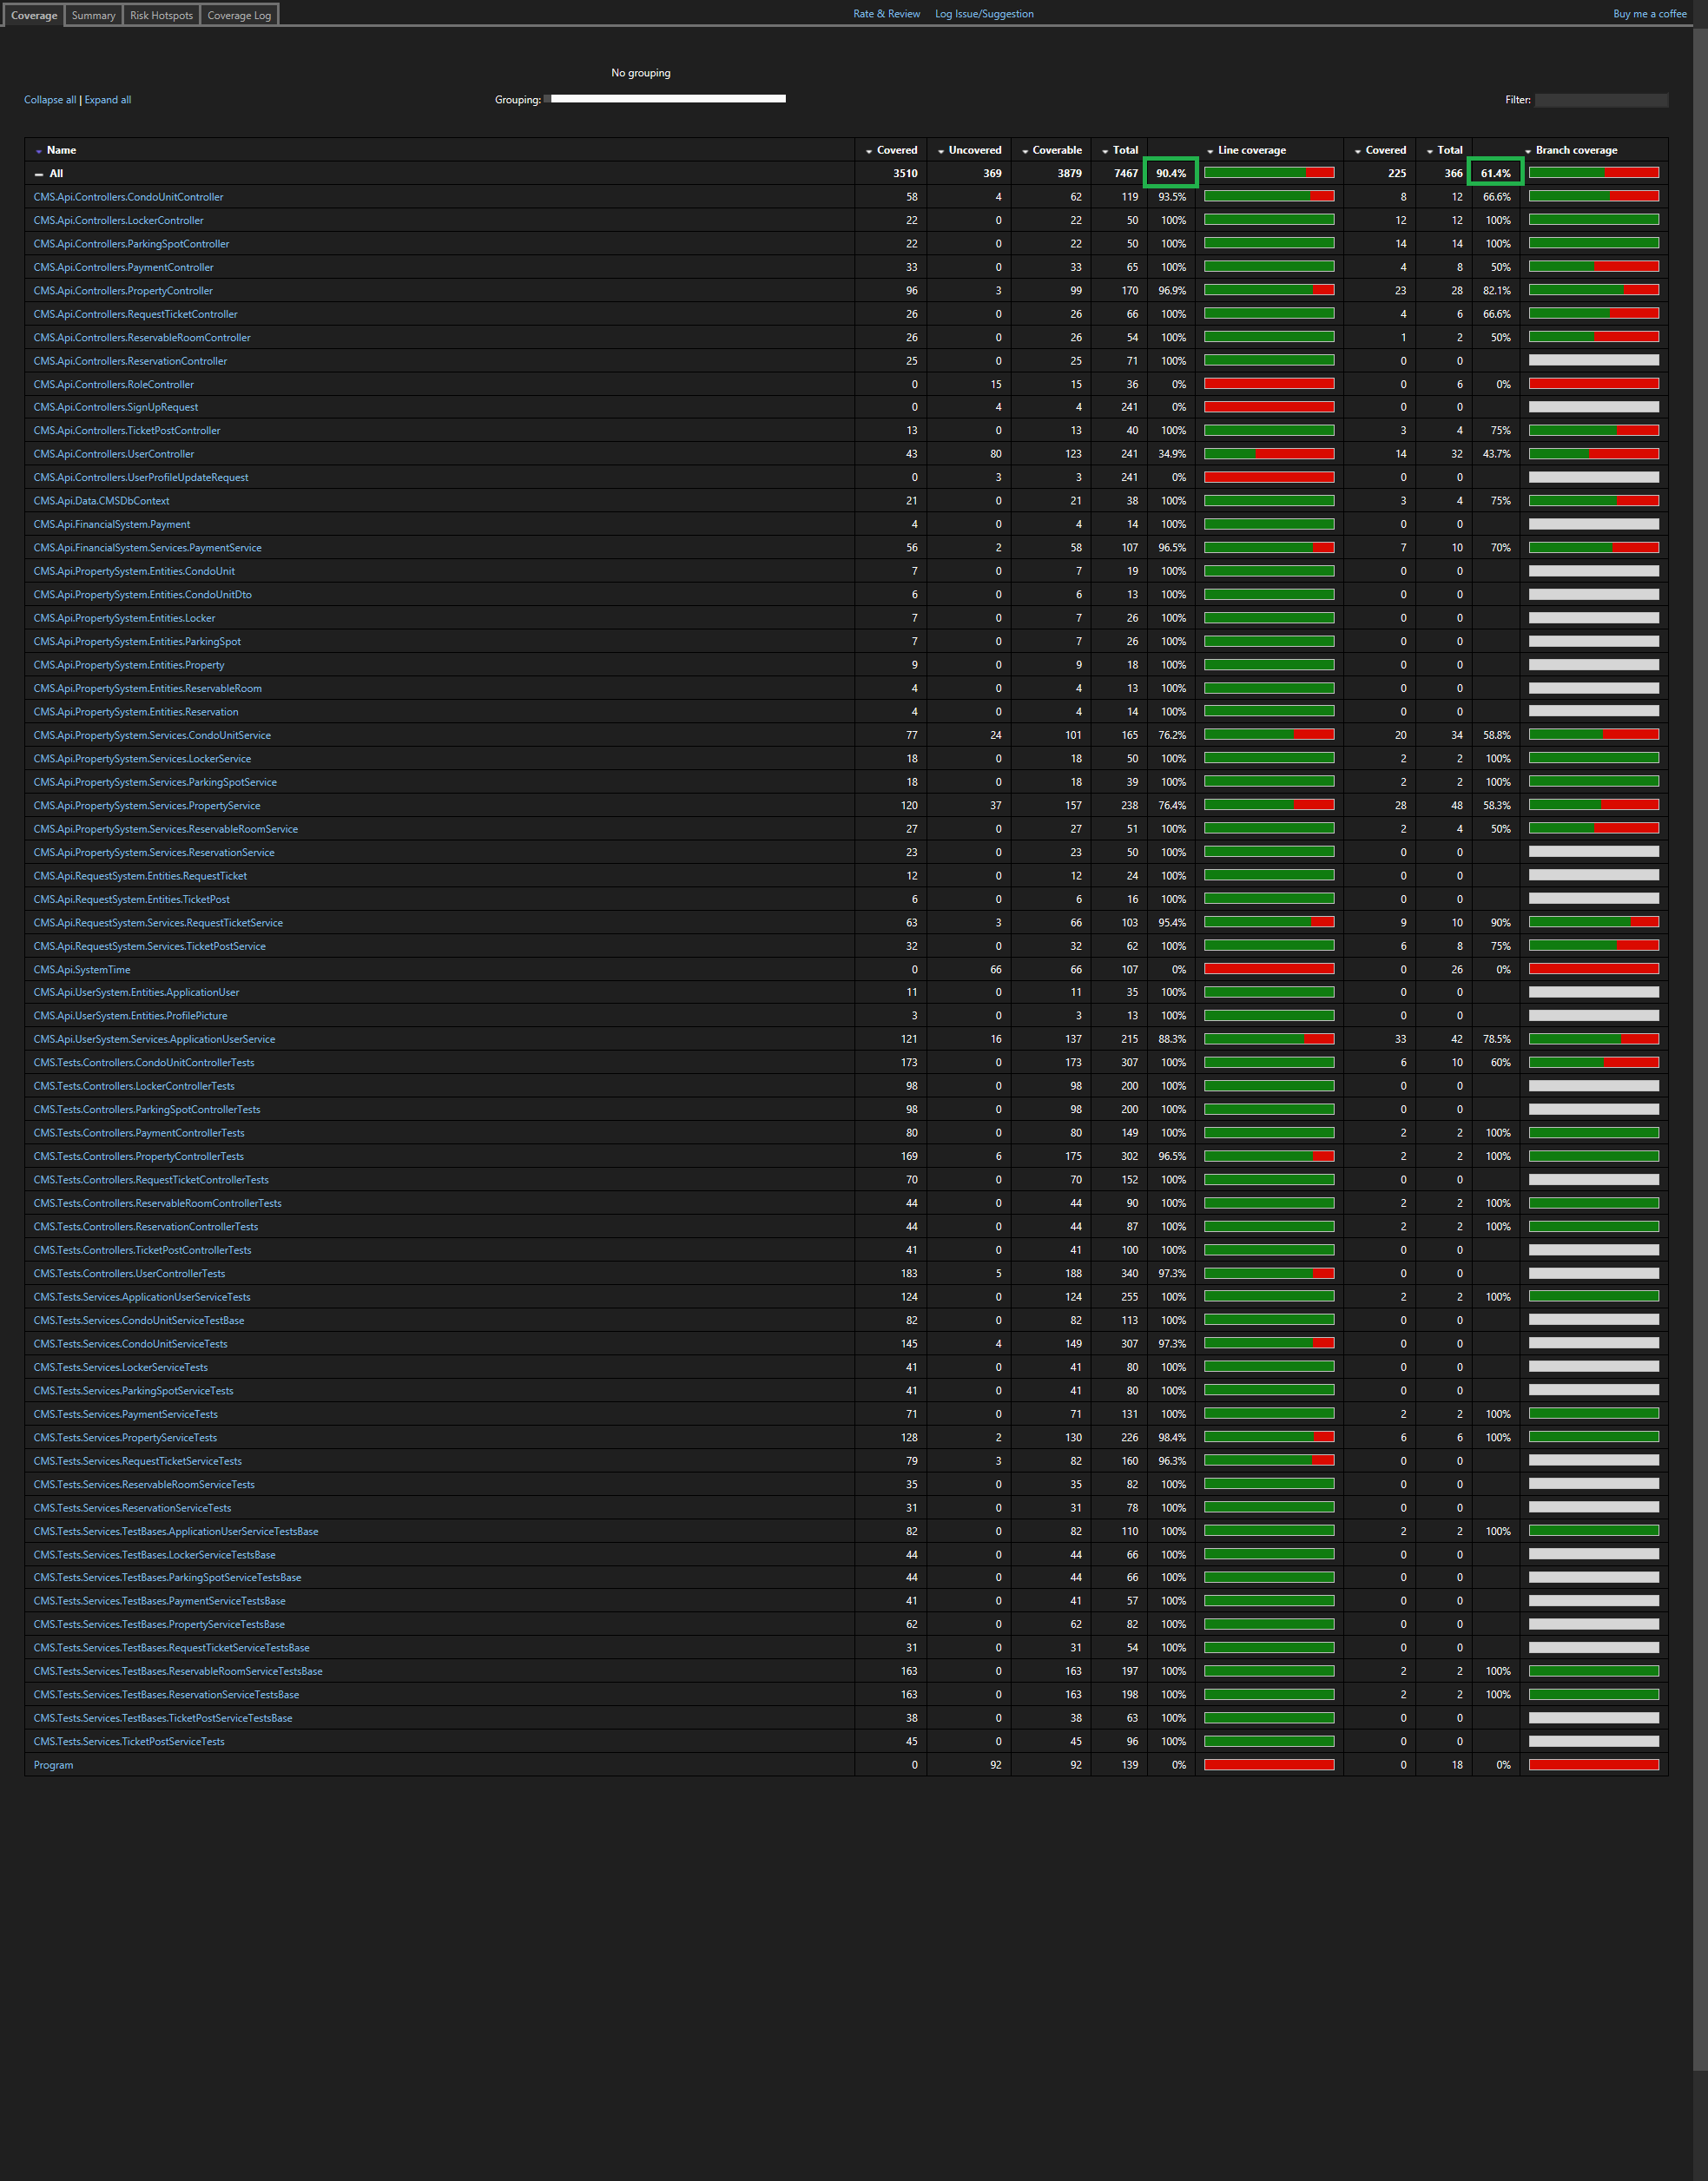 Coverage Summary Risk Hotspots Coverage Log Rate & Review Log Issue/Suggestion Buy me a coffee
No grouping
Collapse all | Expand all Grouping: Filter:
Name Covered Uncovered Coverable Total Line coverage Covered Total Branch coverage
All 3510 369 3879 7467 90.4% 225 366 61.4%
CMS.Api.Controllers.CondoUnitController 58 4 62 119 93.5% 8 12 66.6%
CMS.Api.Controllers.LockerController 22 0 22 50 100% 12 12 100%
CMS.Api.Controllers.ParkingSpotController 22 0 22 50 100% 14 14 100%
CMS.Api.Controllers.PaymentController 33 0 33 65 100% 4 8 50%
CMS.Api.Controllers.PropertyController 96 3 99 170 96.9% 23 28 82.1%
CMS.Api.Controllers.RequestTicketController 26 0 26 66 100% 4 6 66.6%
CMS.Api.Controllers.ReservableRoomController 26 0 26 54 100% 1 2 50%
CMS.Api.Controllers.ReservationController 25 0 25 71 100% 0 0
CMS.Api.Controllers.RoleController 0 15 15 36 0% 0 6 0%
CMS.Api.Controllers.SignUpRequest 0 4 4 241 0% 0 0
CMS.Api.Controllers.TicketPostController 13 0 13 40 100% 3 4 75%
CMS.Api.Controllers.UserController 43 80 123 241 34.9% 14 32 43.7%
CMS.Api.Controllers.UserProfileUpdateRequest 0 3 3 241 0% 0 0
CMS.Api.Data.CMSDbContext 21 0 21 38 100% 3 4 75%
CMS.Api.FinancialSystem.Payment 4 0 4 14 100% 0 0
CMS.Api.FinancialSystem.Services.PaymentService 56 2 58 107 96.5% 7 10 70%
CMS.Api.PropertySystem.Entities.CondoUnit 7 0 7 19 100% 0 0
CMS.Api.PropertySystem.Entities.CondoUnitDto 6 0 6 13 100% 0 0
CMS.Api.PropertySystem.Entities.Locker 7 0 7 26 100% 0 0
CMS.Api.PropertySystem.Entities.ParkingSpot 7 0 7 26 100% 0 0
CMS.Api.PropertySystem.Entities.Property 9 0 9 18 100% 0 0
CMS.Api.PropertySystem.Entities.ReservableRoom 4 0 4 13 100% 0 0
CMS.Api.PropertySystem.Entities.Reservation 4 0 4 14 100% 0 0
CMS.Api.PropertySystem.Services.CondoUnitService 77 24 101 165 76.2% 20 34 58.8%
CMS.Api.PropertySystem.Services.LockerService 18 0 18 50 100% 2 2 100%
CMS.Api.PropertySystem.Services.ParkingSpotService 18 0 18 39 100% 2 2 100%
CMS.Api.PropertySystem.Services.PropertyService 120 37 157 238 76.4% 28 48 58.3%
CMS.Api.PropertySystem.Services.ReservableRoomService 27 0 27 51 100% 2 4 50%
CMS.Api.PropertySystem.Services.ReservationService 23 0 23 50 100% 0 0
CMS.Api.RequestSystem.Entities.RequestTicket 12 0 12 24 100% 0 0
CMS.Api.RequestSystem.Entities.TicketPost 6 0 6 16 100% 0 0
CMS.Api.RequestSystem.Services.RequestTicketService 63 3 66 103 95.4% 9 10 90%
CMS.Api.RequestSystem.Services.TicketPostService 32 0 32 62 100% 6 8 75%
CMS.Api.SystemTime 0 66 66 107 0% 0 26 0%
CMS.Api.UserSystem.Entities.ApplicationUser 11 0 11 35 100% 0 0
CMS.Api.UserSystem.Entities.ProfilePicture 3 0 3 13 100% 0 0
CMS.Api.UserSystem.Services.ApplicationUserService 121 16 137 215 88.3% 33 42 78.5%
CMS.Tests.Controllers.CondoUnitControllerTests 173 0 173 307 100% 6 10 60%
CMS.Tests.Controllers.LockerControllerTests 98 0 98 200 100% 0 0
CMS.Tests.Controllers.ParkingSpotControllerTests 98 0 98 200 100% 0 0
CMS.Tests.Controllers.PaymentControllerTests 80 0 80 149 100% 2 2 100%
CMS.Tests.Controllers.PropertyControllerTests 169 6 175 302 96.5% 2 2 100%
CMS.Tests.Controllers.RequestTicketControllerTests 70 0 70 152 100% 0 0
CMS.Tests.Controllers.ReservableRoomControllerTests 44 0 44 90 100% 2 2 100%
CMS.Tests.Controllers.ReservationControllerTests 44 0 44 87 100% 2 2 100%
CMS.Tests.Controllers.TicketPostControllerTests 41 0 41 100 100% 0 0
CMS.Tests.Controllers.UserControllerTests 183 5 188 340 97.3% 0 0
CMS.Tests.Services.ApplicationUserServiceTests 124 0 124 255 100% 2 2 100%
CMS.Tests.Services.CondoUnitServiceTestBase 82 0 82 113 100% 0 0
CMS.Tests.Services.CondoUnitServiceTests 145 4 149 307 97.3% 0 0
CMS.Tests.Services.LockerServiceTests 41 0 41 80 100% 0 0
CMS.Tests.Services.ParkingSpotServiceTests 41 0 41 80 100% 0 0
CMS.Tests.Services.PaymentServiceTests 71 0 71 131 100% 2 2 100%
CMS.Tests.Services.PropertyServiceTests 128 2 130 226 98.4% 6 6 100%
CMS.Tests.Services.RequestTicketServiceTests 79 3 82 160 96.3% 0 0
CMS.Tests.Services.ReservableRoomServiceTests 35 0 35 82 100% 0 0
CMS.Tests.Services.ReservationServiceTests 31 0 31 78 100% 0 0
CMS.Tests.Services.TestBases.ApplicationUserServiceTestsBase 82 0 82 110 100% 2 2 100%
CMS.Tests.Services.TestBases.LockerServiceTestsBase 44 0 44 66 100% 0 0
CMS.Tests.Services.TestBases.ParkingSpotServiceTestsBase 44 0 44 66 100% 0 0
CMS.Tests.Services.TestBases.PaymentServiceTestsBase 41 0 41 57 100% 0 0
CMS.Tests.Services.TestBases.PropertyServiceTestsBase 62 0 62 82 100% 0 0
CMS.Tests.Services.TestBases.RequestTicketServiceTestsBase 31 0 31 54 100% 0 0
CMS.Tests.Services.TestBases.ReservableRoomServiceTestsBase 163 0 163 197 100% 2 2 100%
CMS.Tests.Services.TestBases.ReservationServiceTestsBase 163 0 163 198 100% 2 2 100%
CMS.Tests.Services.TestBases.TicketPostServiceTestsBase 38 0 38 63 100% 0 0
CMS.Tests.Services.TicketPostServiceTests 45 0 45 96 100% 0 0
Program 0 92 92 139 0% 0 18 0%